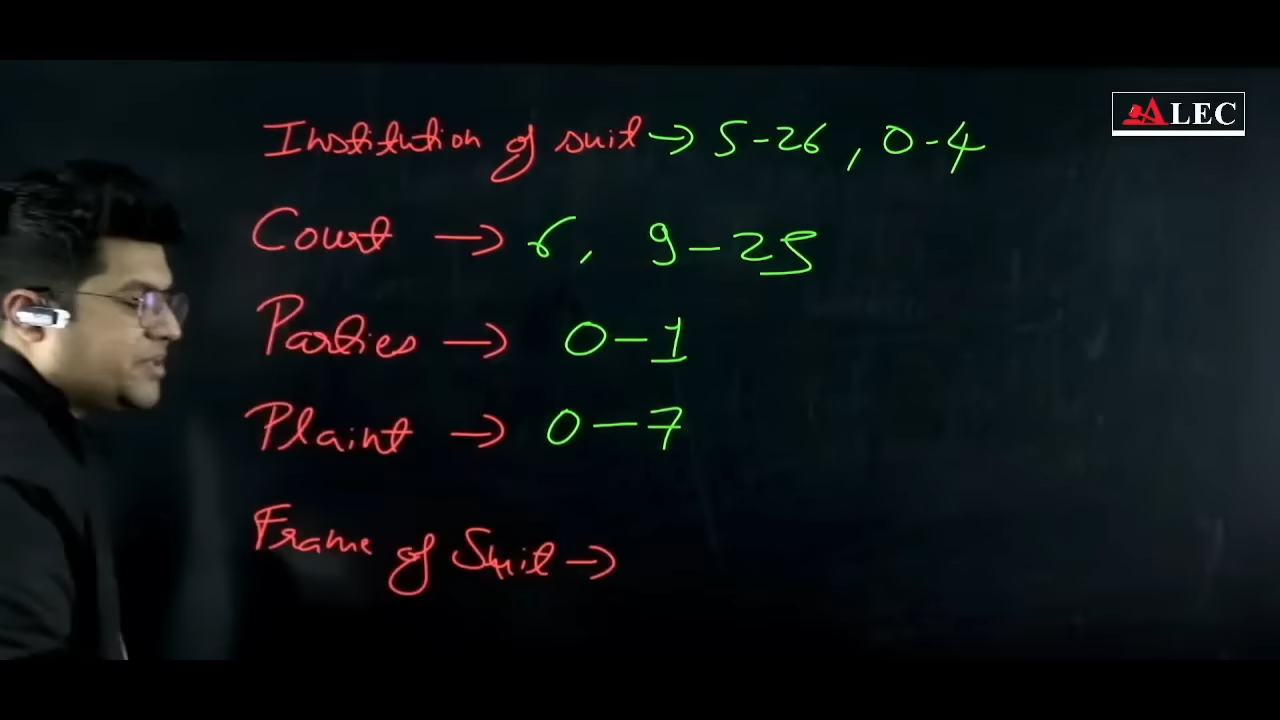 ALEC
Institution of suit → S-26, O-4
Court → 6, 9-25
Parties → O-1
Plaint → O-7
Frame of Suit →